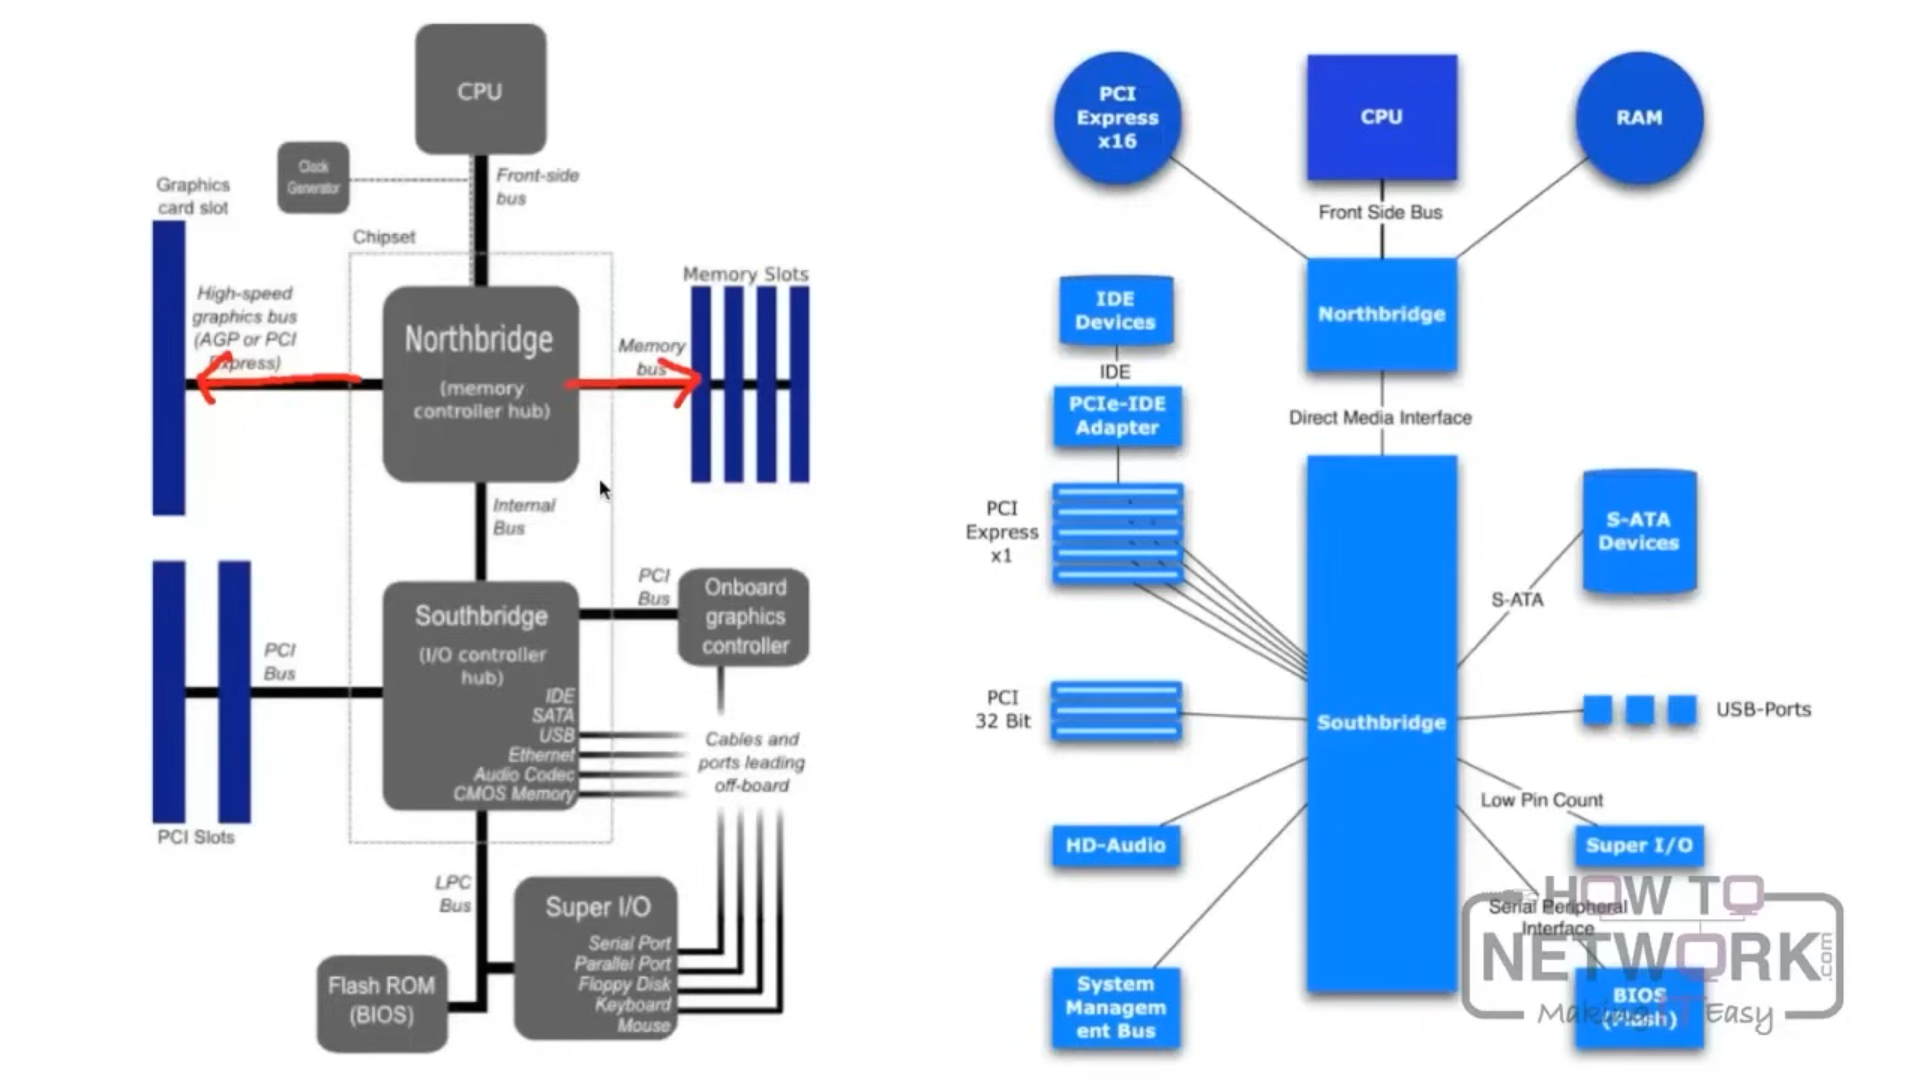 CPU
Clock
Generator
Front-side
bus
Graphics
card slot
Chipset
High-speed
graphics bus
(AGP or PCI
Express)
Northbridge
(memory
controller hub)
Memory Slots
Memory
bus
Internal
Bus
Southbridge
(I/O controller
hub)
IDE
SATA
USB
Ethernet
Audio Codec
CMOS Memory
PCI
Bus
Onboard
graphics
controller
PCI
Bus
PCI Slots
Cables and
ports leading
off-board
LPC
Bus
Super I/O
Serial Port
Parallel Port
Floppy Disk
Keyboard
Mouse
Flash ROM
(BIOS)
PCI
Express
x16
CPU
RAM
Front Side Bus
Northbridge
IDE
Devices
IDE
PCIe-IDE
Adapter
Direct Media Interface
PCI
Express
x1
S-ATA
Devices
S-ATA
PCI
32 Bit
Southbridge
USB-Ports
Low Pin Count
HD-Audio
Super I/O
Serial Peripheral
Interface
System
Managem
ent Bus
BIOS
(Flash)
HOW TO
NETWORK.com
Making IT Easy